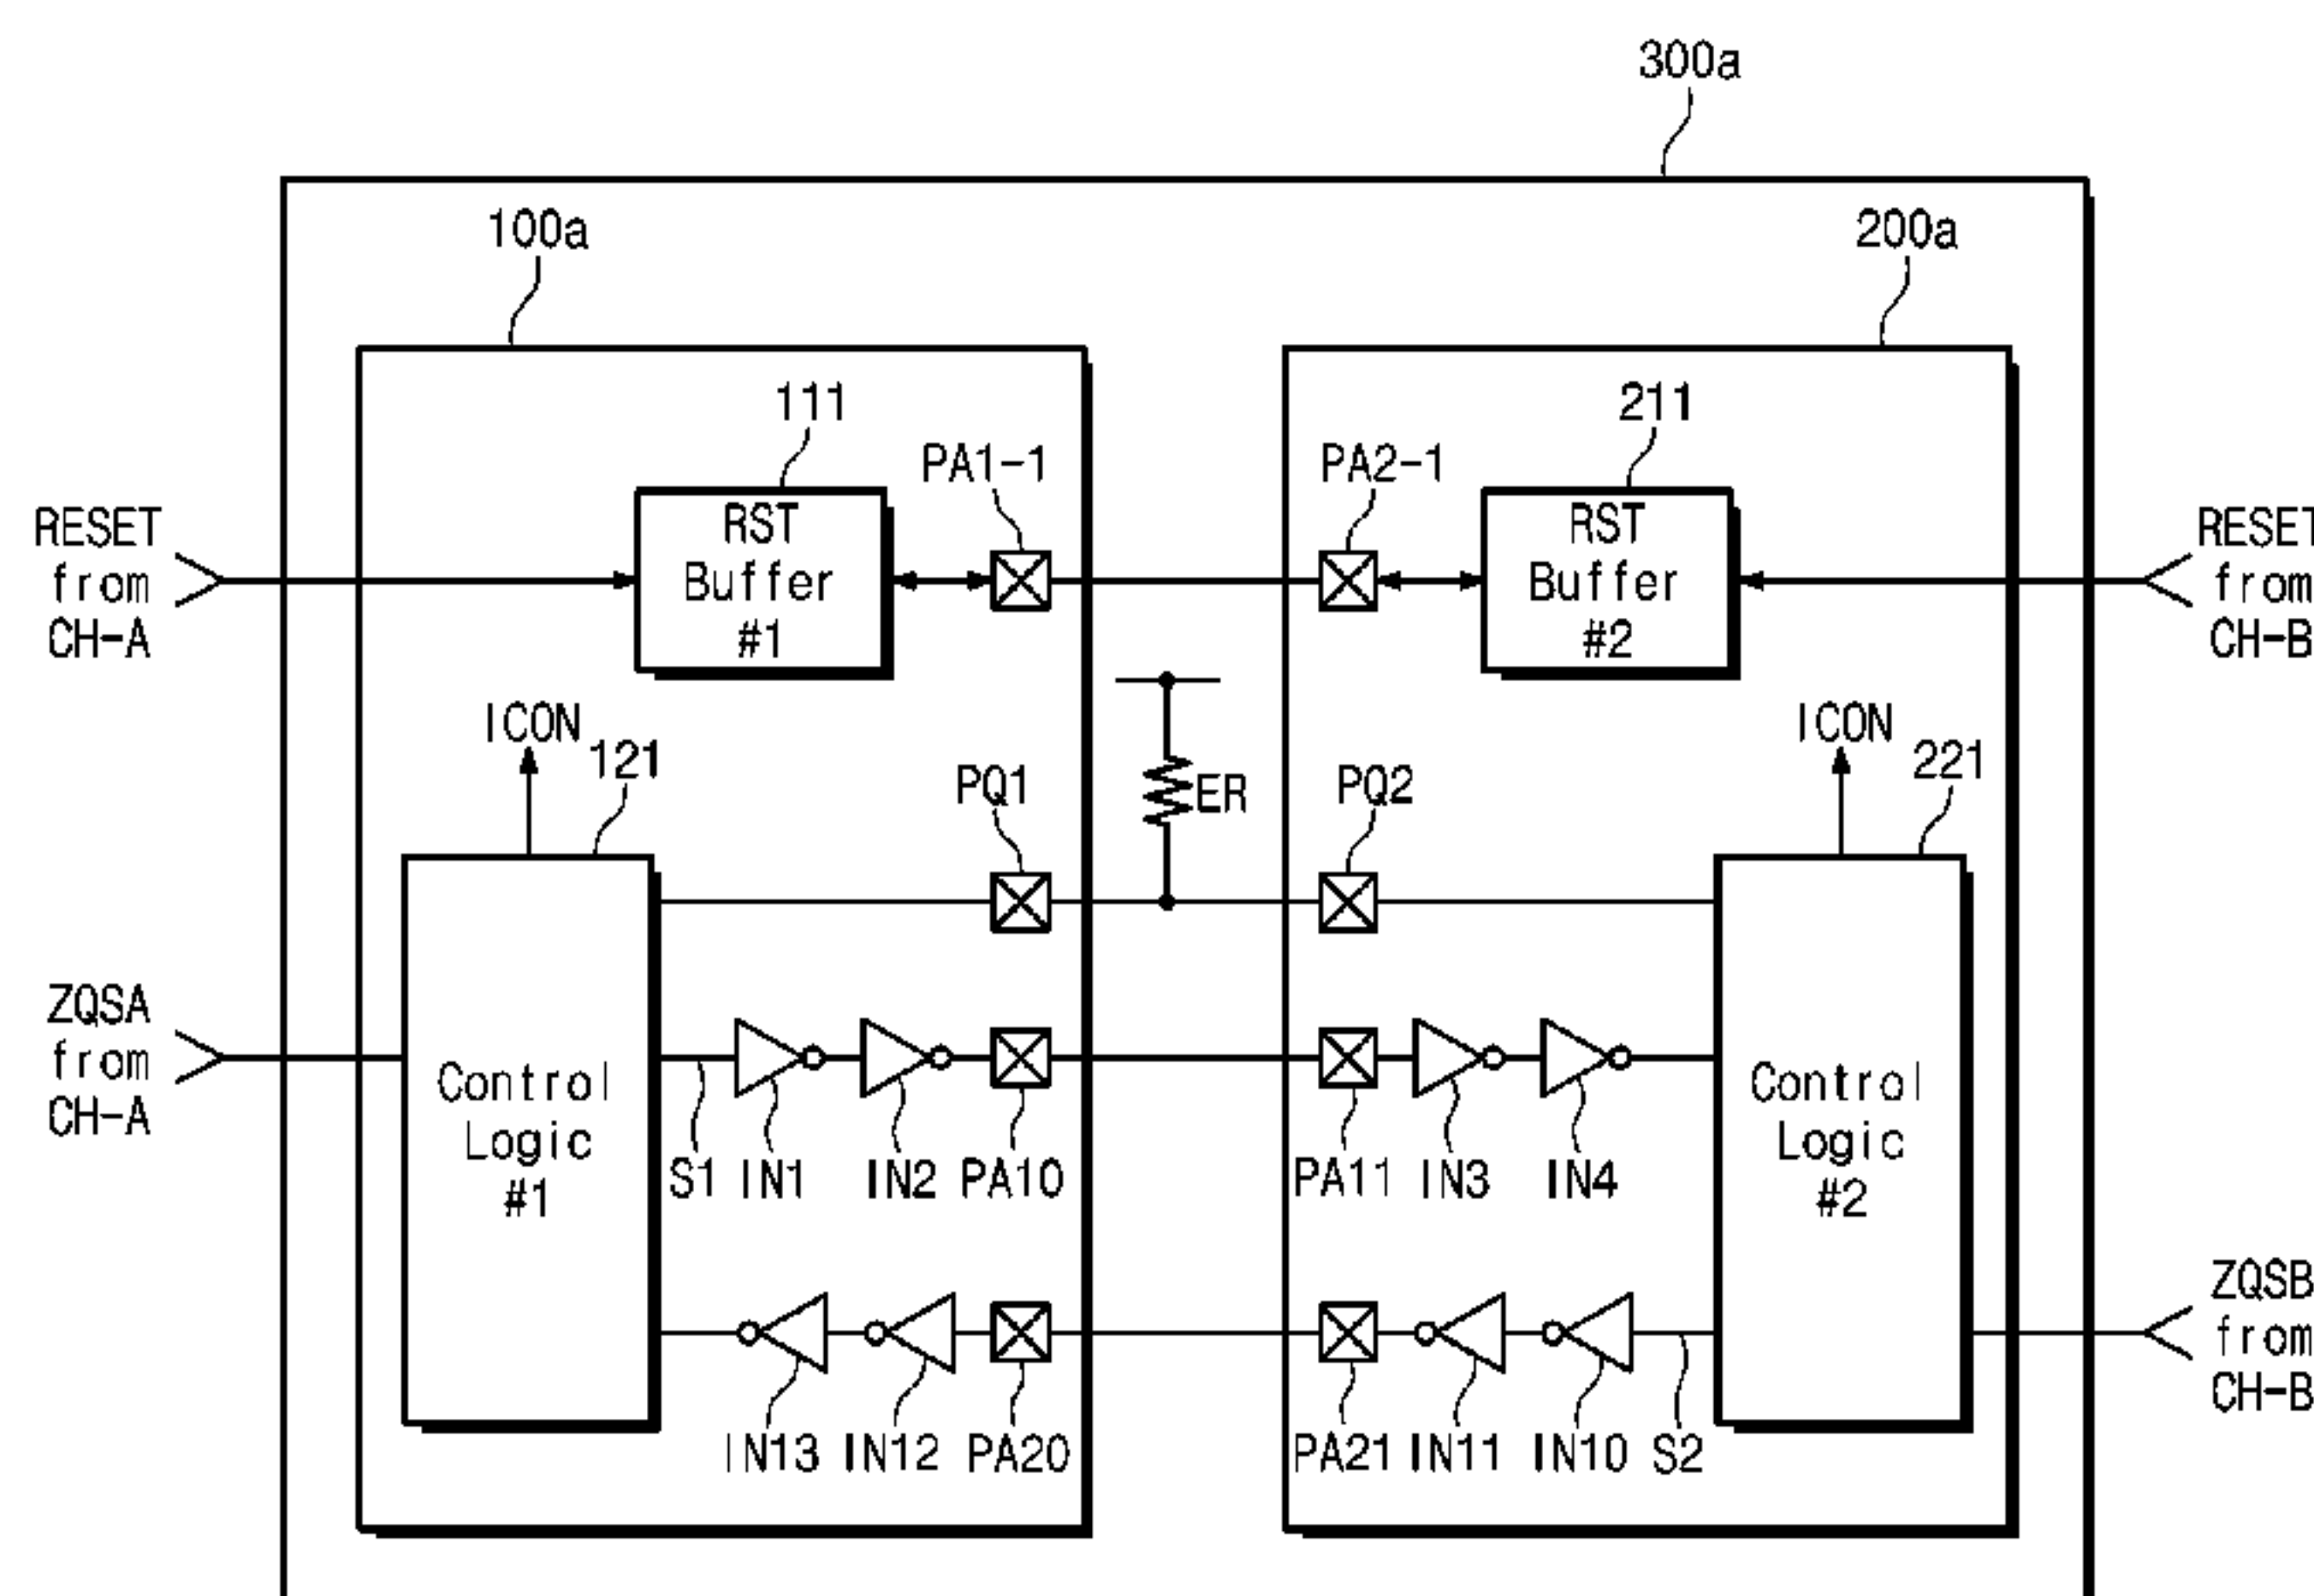 300a
100a
200a
111
211
PA1-1
PA2-1
RESET
from
CH-A
RST
Buffer
#1
RST
Buffer
#2
RESET
from
CH-B
ICON
121
PQ1
ER
PQ2
ICON
221
ZQSA
from
CH-A
Control
Logic
#1
S1
IN1
IN2
PA10
PA11
IN3
IN4
Control
Logic
#2
ZQSB
from
CH-B
IN13
IN12
PA20
PA21
IN11
IN10
S2